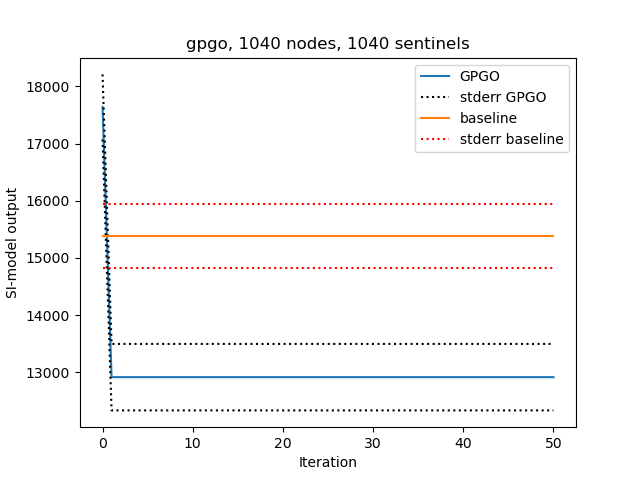 gpgo, 1040 nodes, 1040 sentinels
GPGO
stderr GPGO
baseline
stderr baseline
SI-model output
18000
17000
16000
15000
14000
13000
0 10 20 30 40 50
Iteration